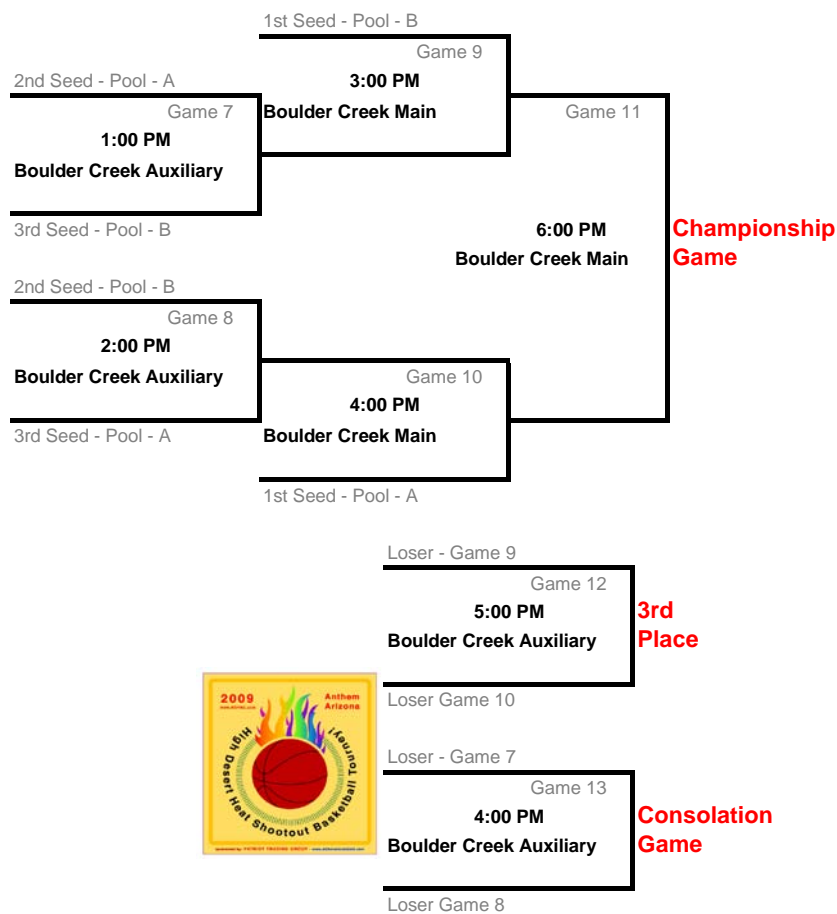 1st Seed - Pool - B
Game 9
2nd Seed - Pool - A
3:00 PM
Game 7
Boulder Creek Main
Game 11
1:00 PM
Boulder Creek Auxiliary
3rd Seed - Pool - B
6:00 PM
Championship
Boulder Creek Main
Game
2nd Seed - Pool - B
Game 8
2:00 PM
Boulder Creek Auxiliary
Game 10
4:00 PM
3rd Seed - Pool - A
Boulder Creek Main
1st Seed - Pool - A
Loser - Game 9
Game 12
5:00 PM
3rd
Boulder Creek Auxiliary
Place
Loser Game 10
2009
Anthem
Arizona
High Desert Heat Shootout Basketball Tourney!
Loser - Game 7
Game 13
4:00 PM
Consolation
Boulder Creek Auxiliary
Game
Loser Game 8